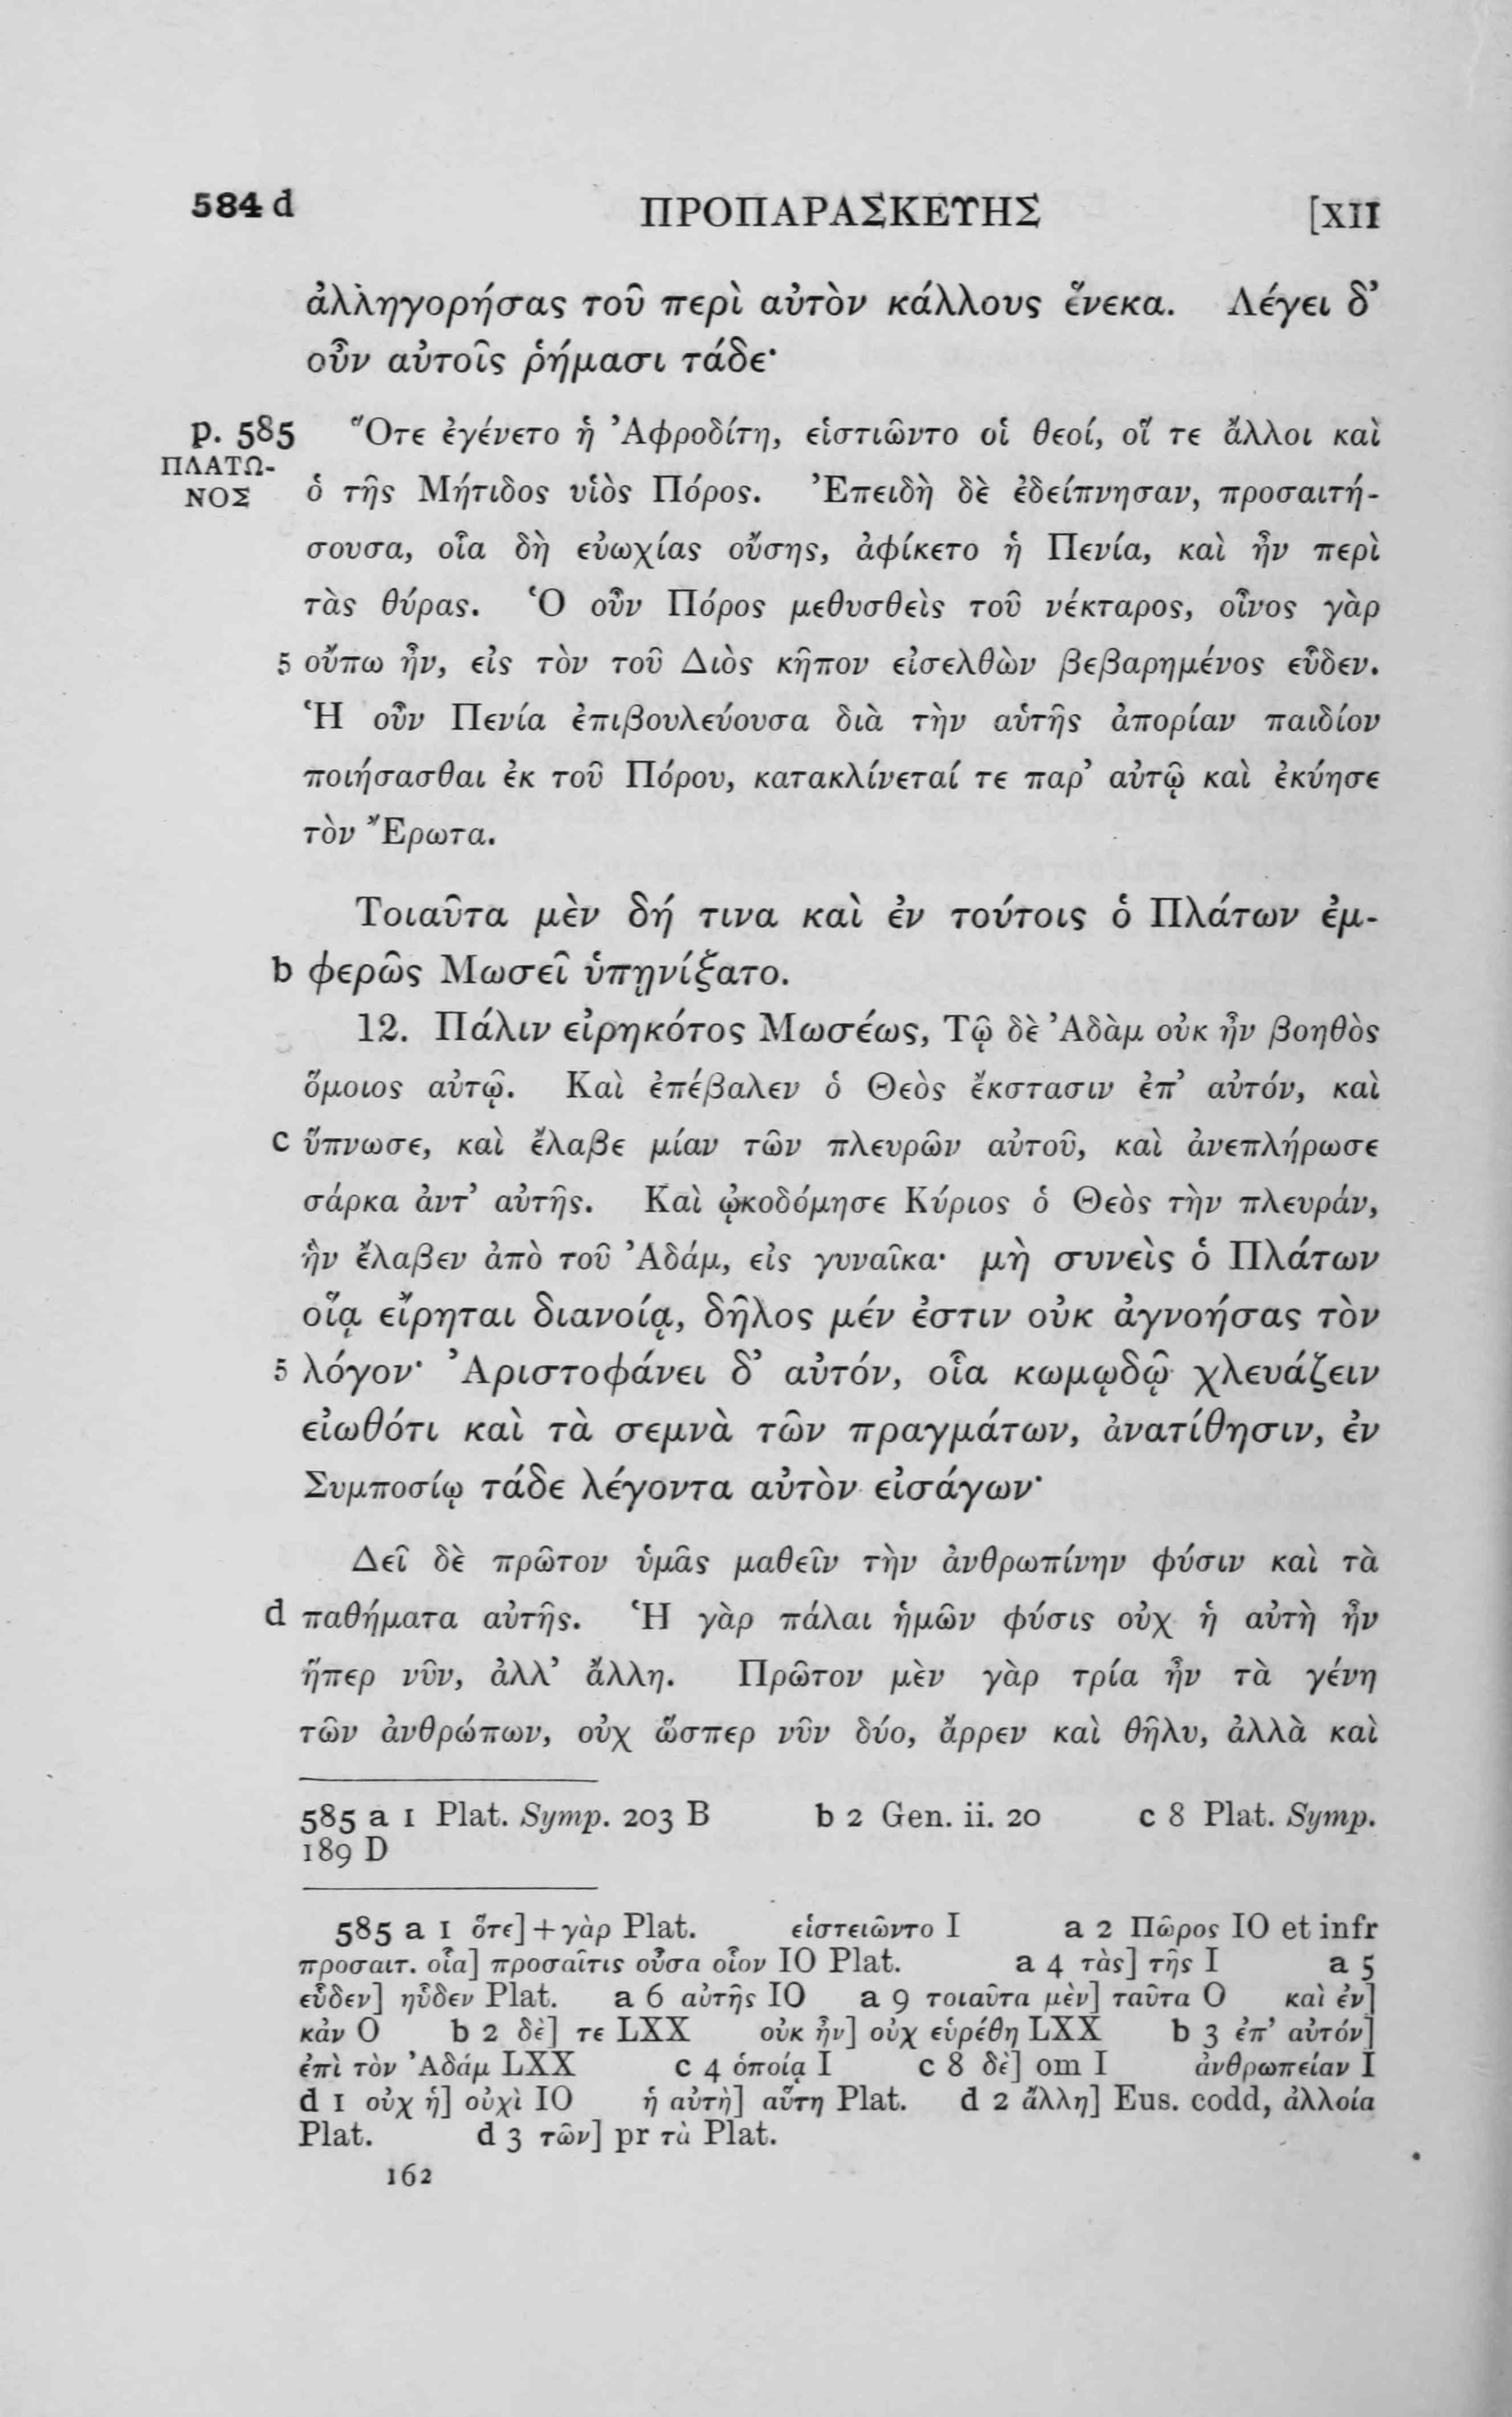 584 d ΠΡΟΠΑΡΑΣΚΕΥΗΣ [XII
ἀλληγορήσας τοῦ περὶ αὐτὸν κάλλους ἕνεκα. Λέγει δ’
οὖν αὐτοῖς ῥήμασι τάδε·
p. 585 Ὅτε ἐγένετο ἡ Ἀφροδίτη, εἱστιῶντο οἱ θεοί, οἵ τε ἄλλοι καὶ
ΠΛΑΤΩ-
ΝΟΣ ὁ τῆς Μήτιδος υἱὸς Πόρος. Ἐπειδὴ δὲ ἐδείπνησαν, προσαιτή-
σουσα, οἷα δὴ εὐωχίας οὔσης, ἀφίκετο ἡ Πενία, καὶ ἦν περὶ
τὰς θύρας. Ὁ οὖν Πόρος μεθυσθεὶς τοῦ νέκταρος, οἶνος γὰρ
5 οὔπω ἦν, εἰς τὸν τοῦ Διὸς κῆπον εἰσελθὼν βεβαρημένος εὗδεν.
Ἡ οὖν Πενία ἐπιβουλεύουσα διὰ τὴν αὑτῆς ἀπορίαν παιδίον
ποιήσασθαι ἐκ τοῦ Πόρου, κατακλίνεταί τε παρ’ αὐτῷ καὶ ἐκύησε
τὸν Ἔρωτα.
Τοιαῦτα μὲν δή τινα καὶ ἐν τούτοις ὁ Πλάτων ἐμ-
b φερῶς Μωσεῖ ὑπῃνίξατο.
12. Πάλιν εἰρηκότος Μωσέως, Τῷ δὲ Ἀδὰμ οὐκ ἦν βοηθὸς
ὅμοιος αὐτῷ. Καὶ ἐπέβαλεν ὁ Θεὸς ἔκστασιν ἐπ’ αὐτόν, καὶ
c ὕπνωσε, καὶ ἔλαβε μίαν τῶν πλευρῶν αὐτοῦ, καὶ ἀνεπλήρωσε
σάρκα ἀντ’ αὐτῆς. Καὶ ᾠκοδόμησε Κύριος ὁ Θεὸς τὴν πλευράν,
ἣν ἔλαβεν ἀπὸ τοῦ Ἀδάμ, εἰς γυναῖκα· μὴ συνεὶς ὁ Πλάτων
οἵᾳ εἴρηται διανοίᾳ, δῆλος μέν ἐστιν οὐκ ἀγνοήσας τὸν
5 λόγον· Ἀριστοφάνει δ’ αὐτόν, οἷα κωμῳδῷ χλευάζειν
εἰωθότι καὶ τὰ σεμνὰ τῶν πραγμάτων, ἀνατίθησιν, ἐν
Συμποσίῳ τάδε λέγοντα αὐτὸν εἰσάγων·
Δεῖ δὲ πρῶτον ὑμᾶς μαθεῖν τὴν ἀνθρωπίνην φύσιν καὶ τὰ
d παθήματα αὐτῆς. Ἡ γὰρ πάλαι ἡμῶν φύσις οὐχ ἡ αὐτὴ ἦν
ἥπερ νῦν, ἀλλ’ ἄλλη. Πρῶτον μὲν γὰρ τρία ἦν τὰ γένη
τῶν ἀνθρώπων, οὐχ ὥσπερ νῦν δύο, ἄρρεν καὶ θῆλυ, ἀλλὰ καὶ
585 a 1 Plat. Symp. 203 B b 2 Gen. ii. 20 c 8 Plat. Symp.
189 D
585 a 1 ὅτε] + γὰρ Plat. εἱστειῶντο I a 2 Πῶρος IO et infr
προσαιτ. οἷα] προσαῖτις οὖσα οἷον IO Plat. a 4 τὰς] τῆς I a 5
εὗδεν] ηὗδεν Plat. a 6 αὐτῆς IO a 9 τοιαῦτα μὲν] ταῦτα O καὶ ἐν]
κἀν O b 2 δὲ] τε LXX οὐκ ἦν] οὐχ εὑρέθη LXX b 3 ἐπ’ αὐτόν]
ἐπὶ τὸν Ἀδάμ LXX c 4 ὁποίᾳ I c 8 δὲ] om I ἀνθρωπείαν I
d 1 οὐχ ἡ] οὐχὶ IO ἡ αὐτὴ] αὕτη Plat. d 2 ἄλλη] Eus. codd, ἀλλοία
Plat. d 3 τῶν] pr τὰ Plat.
162